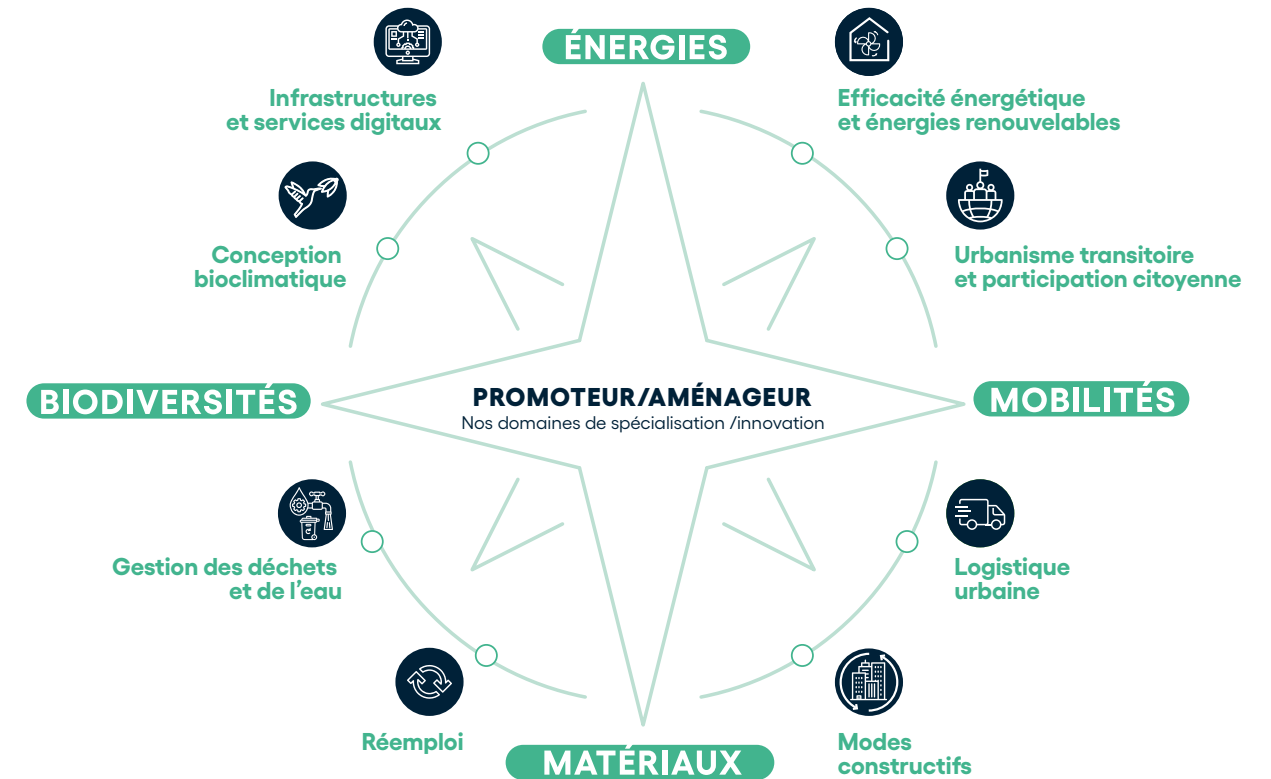 ÉNERGIES
Infrastructures
et services digitaux
Efficacité énergétique
et énergies renouvelables
Conception
bioclimatique
Urbanisme transitoire
et participation citoyenne
BIODIVERSITÉS
PROMOTEUR/AMÉNAGEUR
Nos domaines de spécialisation /innovation
MOBILITÉS
Gestion des déchets
et de l’eau
Logistique
urbaine
Réemploi
Modes
constructifs
MATÉRIAUX